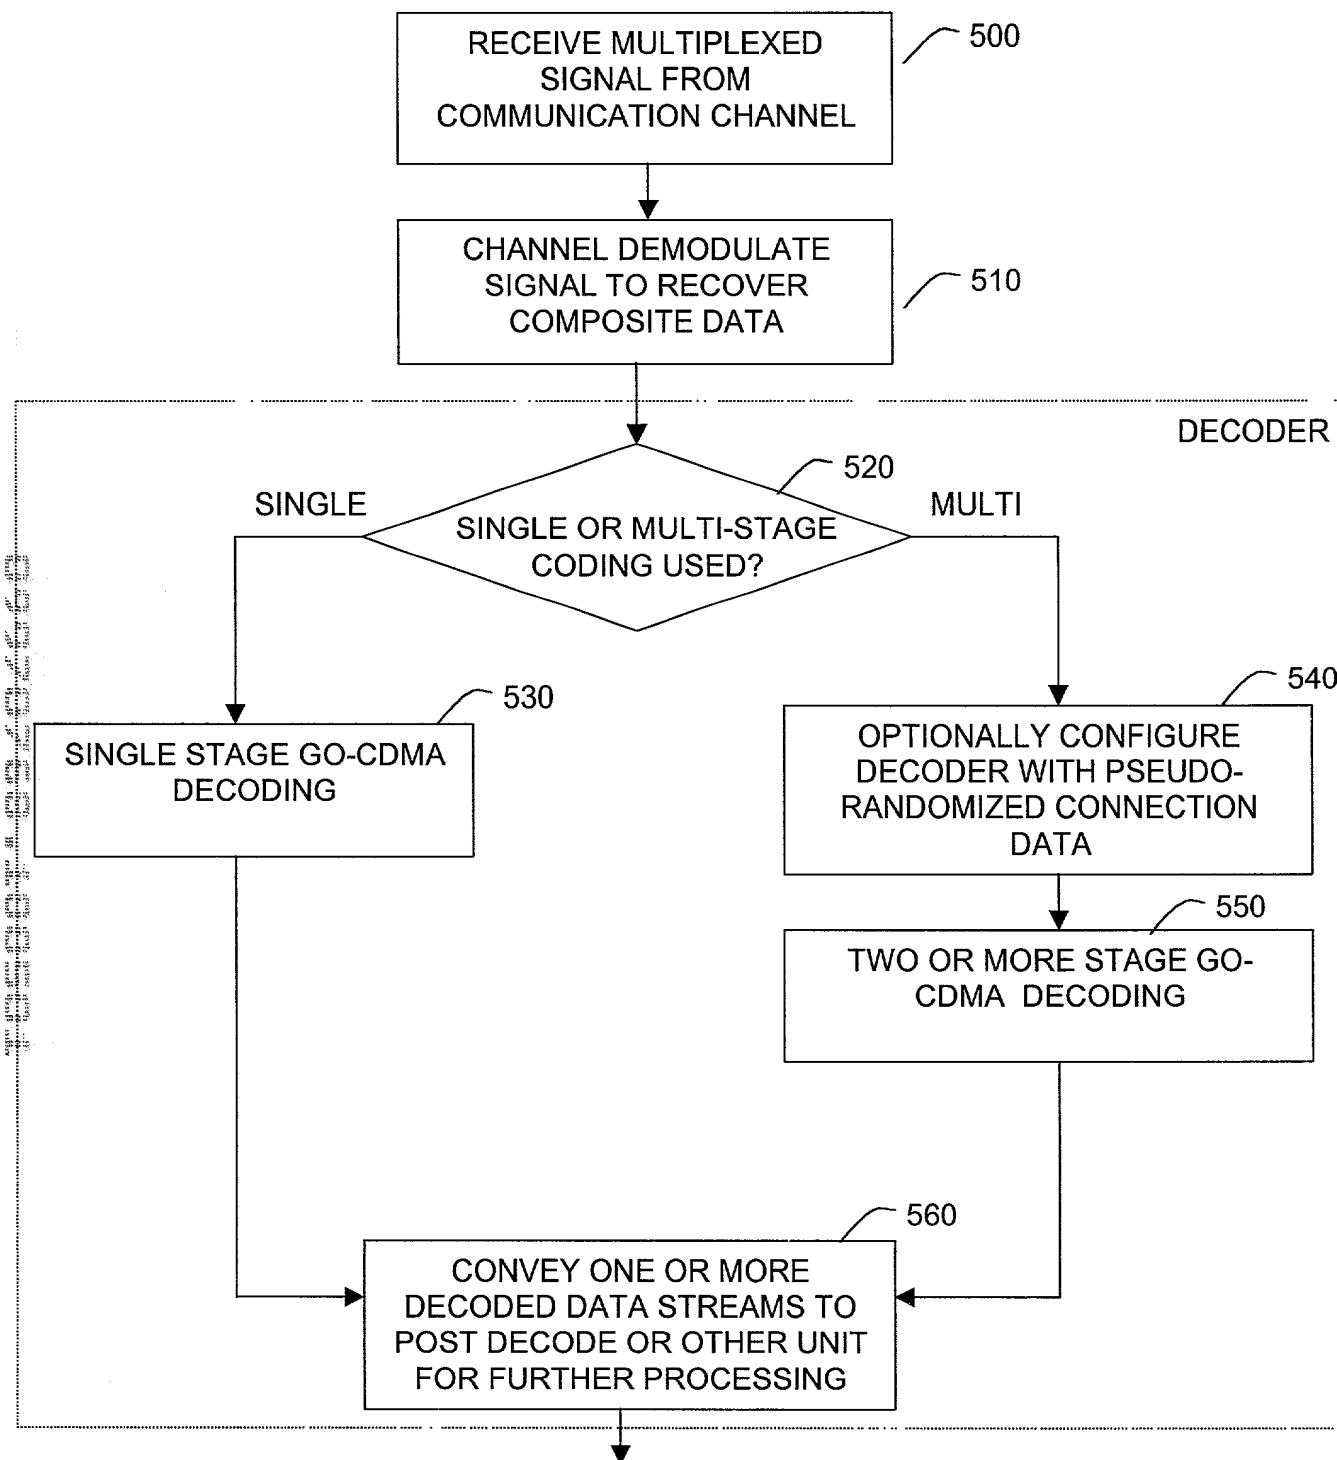 RECEIVE MULTIPLEXED
SIGNAL FROM
COMMUNICATION CHANNEL
500
CHANNEL DEMODULATE
SIGNAL TO RECOVER
COMPOSITE DATA
510
DECODER
520
SINGLE
MULTI
SINGLE OR MULTI-STAGE
CODING USED?
530
SINGLE STAGE GO-CDMA
DECODING
540
OPTIONALLY CONFIGURE
DECODER WITH PSEUDO-
RANDOMIZED CONNECTION
DATA
550
TWO OR MORE STAGE GO-
CDMA DECODING
560
CONVEY ONE OR MORE
DECODED DATA STREAMS TO
POST DECODE OR OTHER UNIT
FOR FURTHER PROCESSING